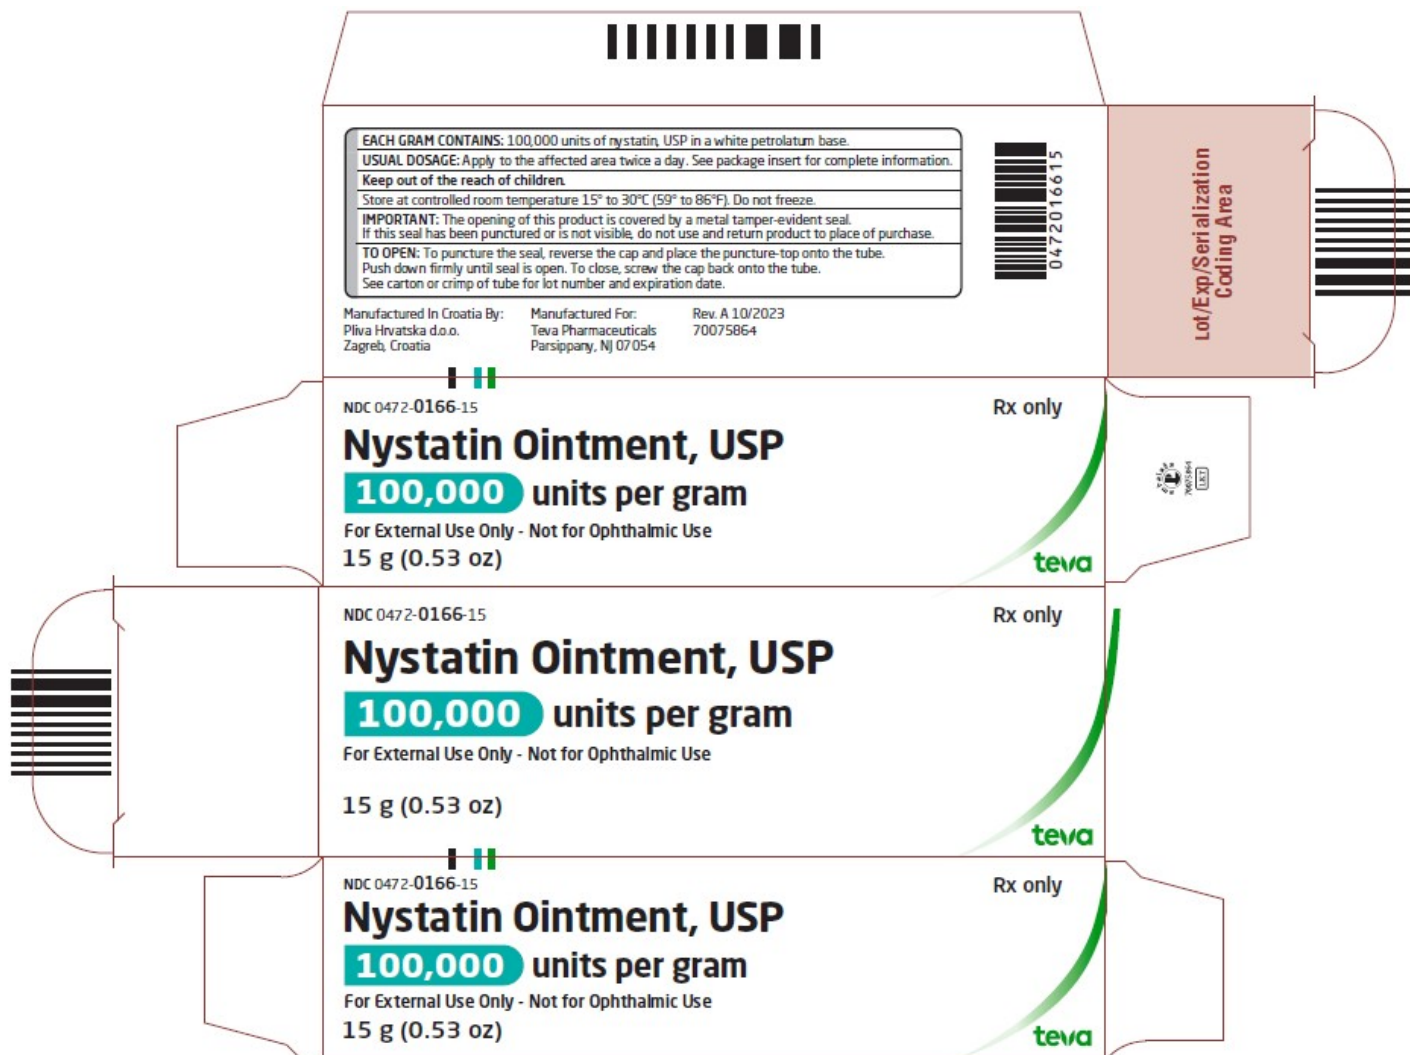 EACH GRAM CONTAINS: 100,000 units of nystatin, USP in a white petrolatum base.
USUAL DOSAGE: Apply to the affected area twice a day. See package insert for complete information.
Keep out of the reach of children.
Store at controlled room temperature 15° to 30°C (59° to 86°F). Do not freeze.
IMPORTANT: The opening of this product is covered by a metal tamper-evident seal.
If this seal has been punctured or is not visible, do not use and return product to place of purchase.
TO OPEN: To puncture the seal, reverse the cap and place the puncture-top onto the tube.
Push down firmly until seal is open. To close, screw the cap back onto the tube.
See carton or crimp of tube for lot number and expiration date.
0472016615
Lot/Exp/Serialization
Coding Area
Manufactured In Croatia By:
Pliva Hrvatska d.o.o.
Zagreb, Croatia
Manufactured For:
Teva Pharmaceuticals
Parsippany, NJ 07054
Rev. A 10/2023
70075864
NDC 0472-0166-15
Rx only
Nystatin Ointment, USP
100,000 units per gram
For External Use Only - Not for Ophthalmic Use
15 g (0.53 oz)
teva
70075864
LKT
NDC 0472-0166-15
Rx only
Nystatin Ointment, USP
100,000 units per gram
For External Use Only - Not for Ophthalmic Use
15 g (0.53 oz)
teva
NDC 0472-0166-15
Rx only
Nystatin Ointment, USP
100,000 units per gram
For External Use Only - Not for Ophthalmic Use
15 g (0.53 oz)
teva